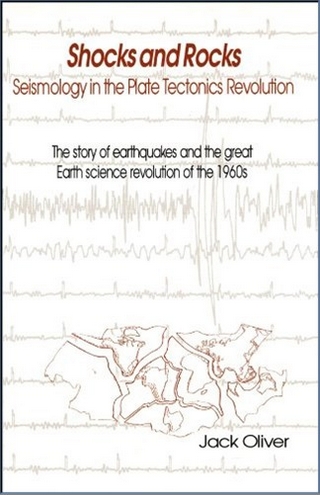 Shocks and Rocks
Seismology in the Plate Tectonics Revolution
The story of earthquakes and the great
Earth science revolution of the 1960s
Jack Oliver